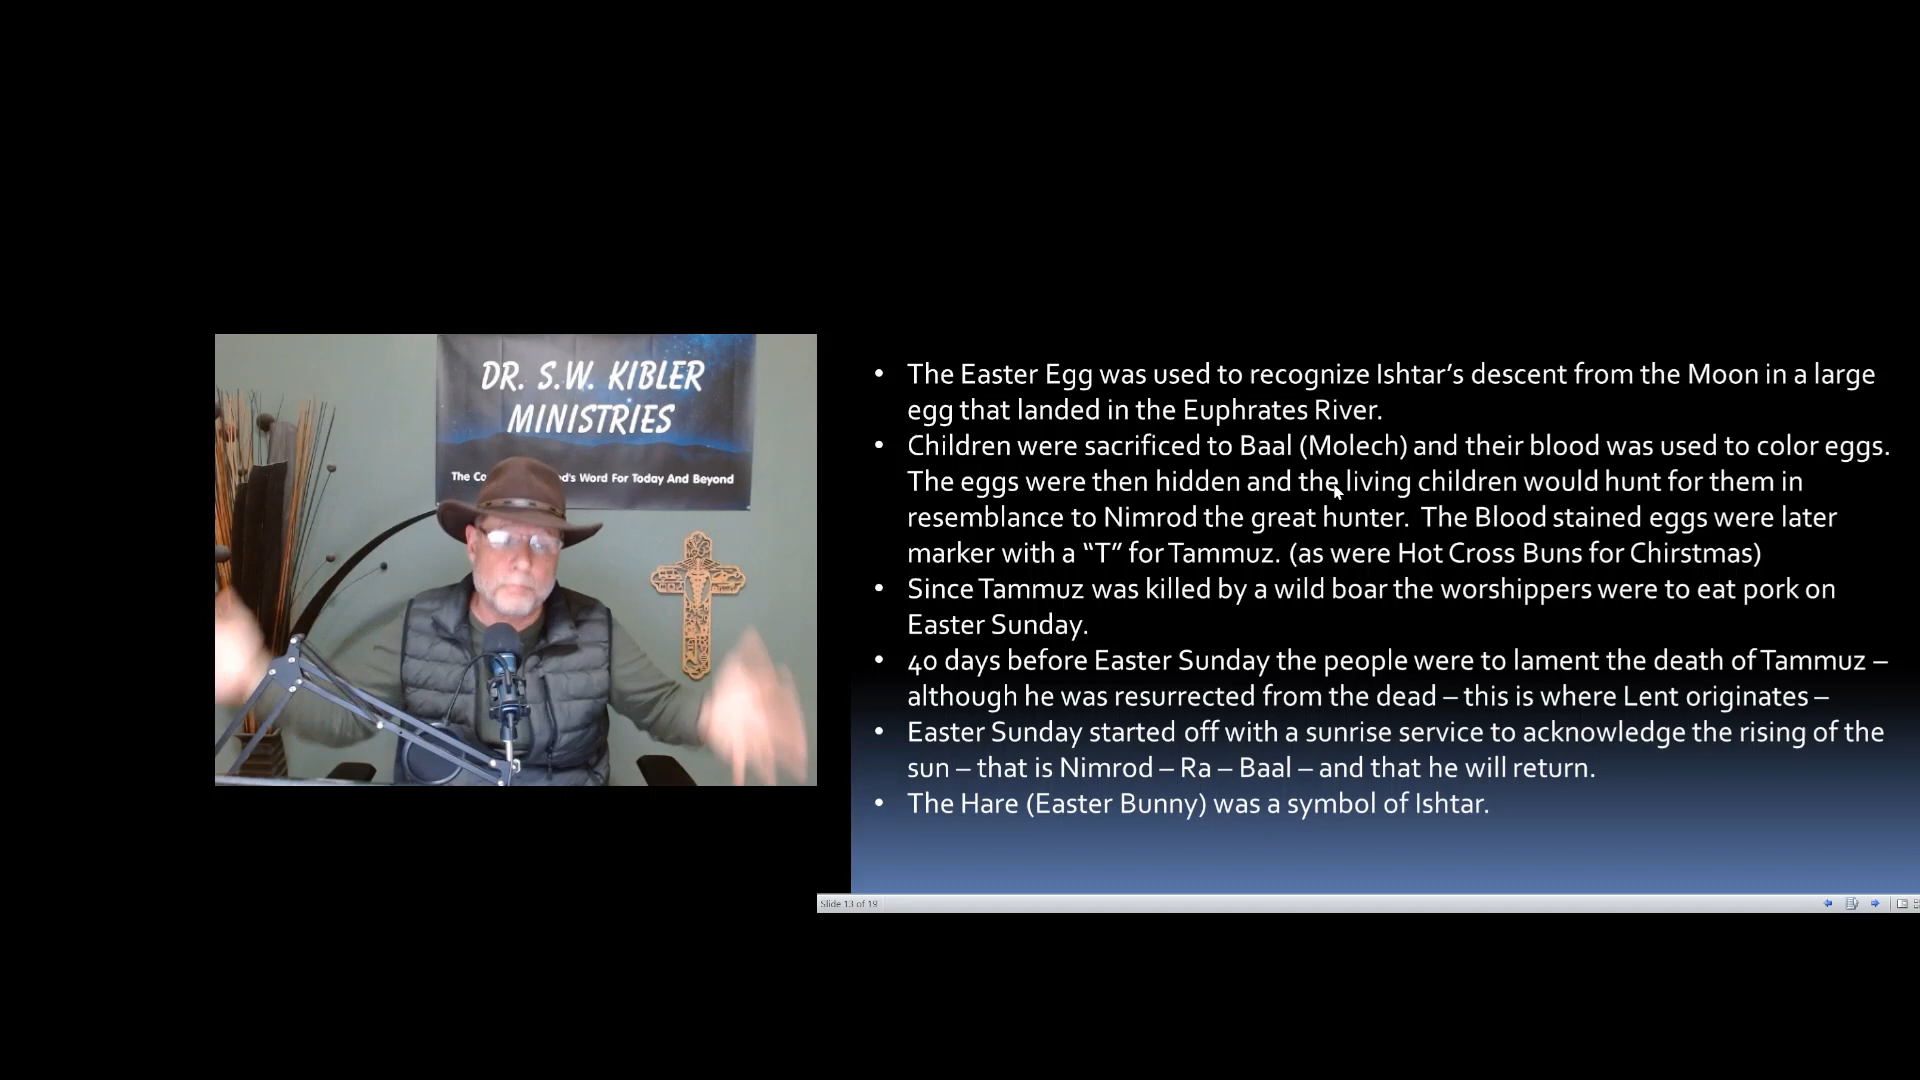 DR. S.W. KIBLER
MINISTRIES
The Co d's Word For Today And Beyond
• The Easter Egg was used to recognize Ishtar's descent from the Moon in a large
egg that landed in the Euphrates River.
• Children were sacrificed to Baal (Molech) and their blood was used to color eggs.
The eggs were then hidden and the living children would hunt for them in
resemblance to Nimrod the great hunter. The Blood stained eggs were later
marker with a “T” for Tammuz. (as were Hot Cross Buns for Chirstmas)
• Since Tammuz was killed by a wild boar the worshippers were to eat pork on
Easter Sunday.
• 40 days before Easter Sunday the people were to lament the death of Tammuz –
although he was resurrected from the dead – this is where Lent originates –
• Easter Sunday started off with a sunrise service to acknowledge the rising of the
sun – that is Nimrod – Ra – Baal – and that he will return.
• The Hare (Easter Bunny) was a symbol of Ishtar.
Slide 13 of 19